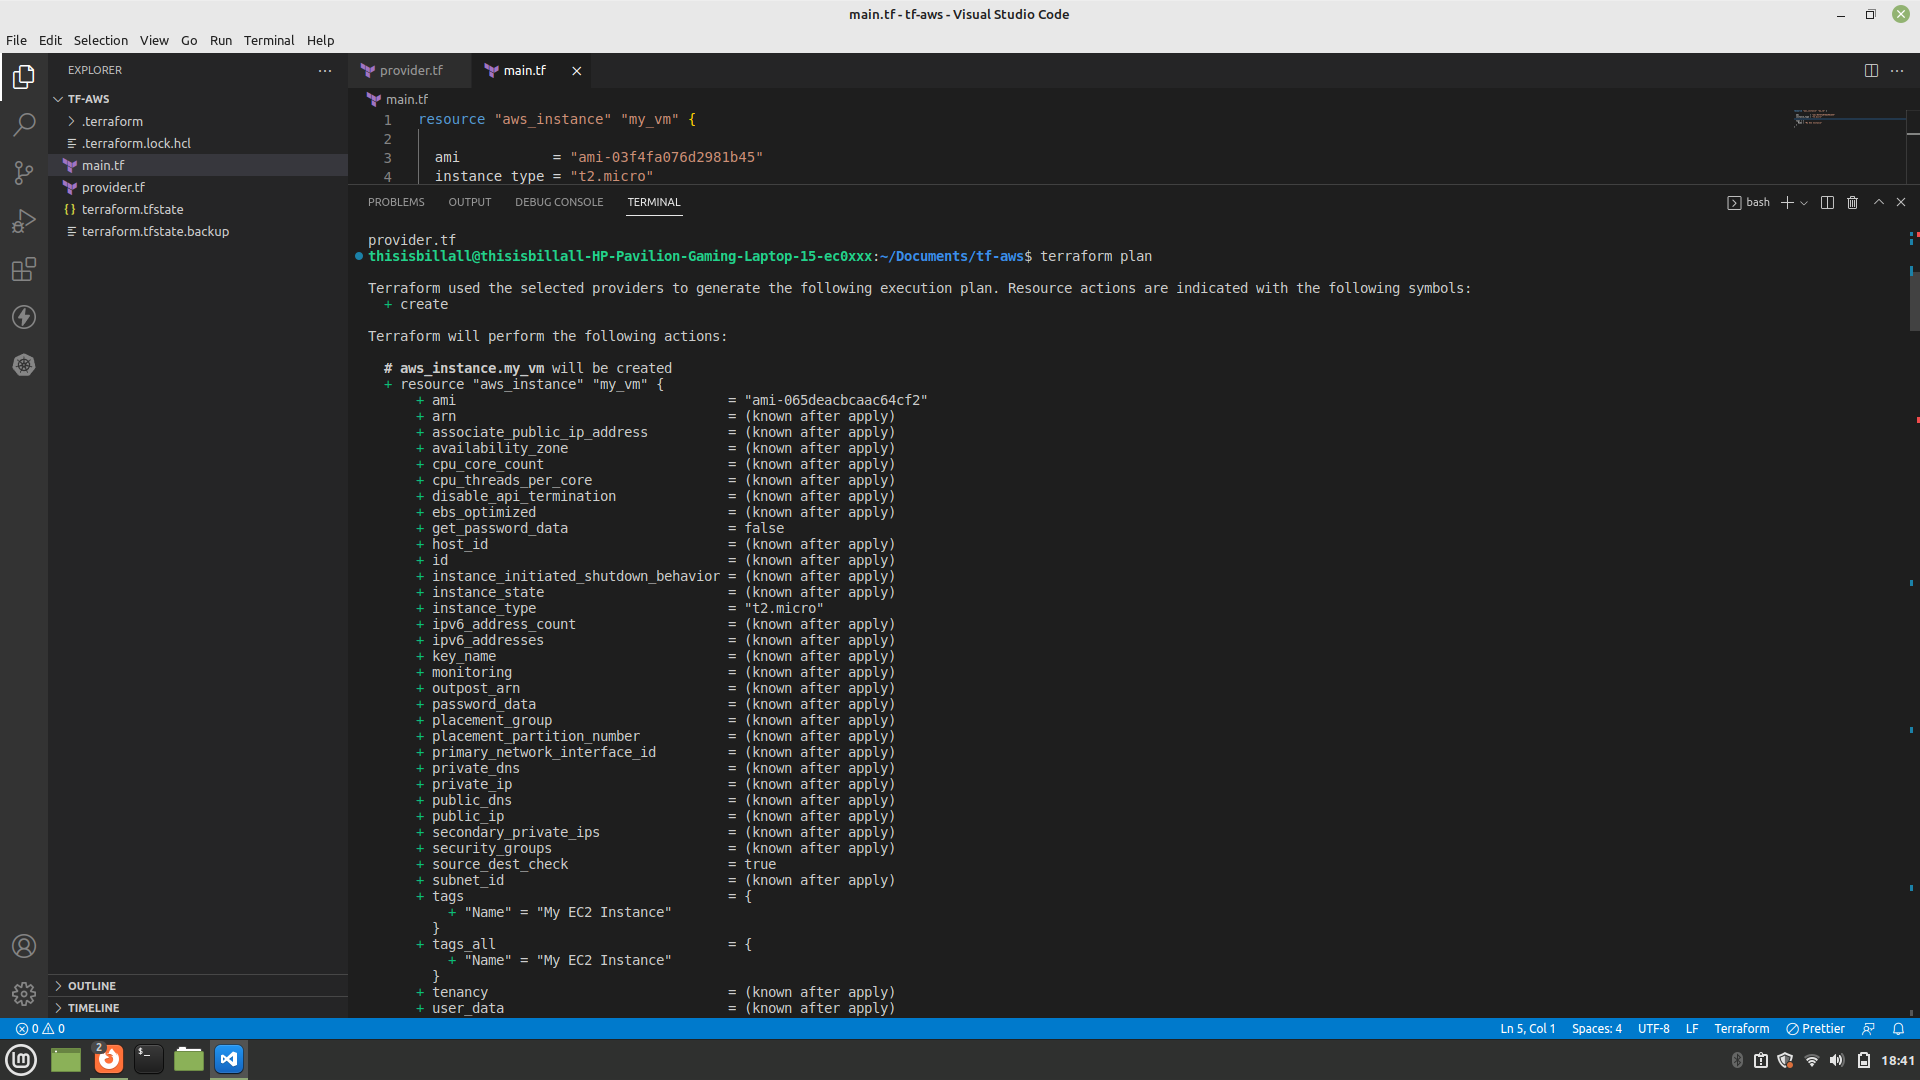 main.tf - tf-aws - Visual Studio Code
File Edit Selection View Go Run Terminal Help
EXPLORER
TF-AWS
.terraform
.terraform.lock.hcl
main.tf
provider.tf
terraform.tfstate
terraform.tfstate.backup
OUTLINE
TIMELINE
provider.tf
main.tf
main.tf
1 resource "aws_instance" "my_vm" {
2
3 ami = "ami-03f4fa076d2981b45"
4 instance_type = "t2.micro"
PROBLEMS OUTPUT DEBUG CONSOLE TERMINAL
bash
provider.tf
thisisbillall@thisisbillall-HP-Pavilion-Gaming-Laptop-15-ec0xxx:~/Documents/tf-aws$ terraform plan
Terraform used the selected providers to generate the following execution plan. Resource actions are indicated with the following symbols:
+ create
Terraform will perform the following actions:
# aws_instance.my_vm will be created
+ resource "aws_instance" "my_vm" {
+ ami = "ami-065deacbcaac64cf2"
+ arn = (known after apply)
+ associate_public_ip_address = (known after apply)
+ availability_zone = (known after apply)
+ cpu_core_count = (known after apply)
+ cpu_threads_per_core = (known after apply)
+ disable_api_termination = (known after apply)
+ ebs_optimized = (known after apply)
+ get_password_data = false
+ host_id = (known after apply)
+ id = (known after apply)
+ instance_initiated_shutdown_behavior = (known after apply)
+ instance_state = (known after apply)
+ instance_type = "t2.micro"
+ ipv6_address_count = (known after apply)
+ ipv6_addresses = (known after apply)
+ key_name = (known after apply)
+ monitoring = (known after apply)
+ outpost_arn = (known after apply)
+ password_data = (known after apply)
+ placement_group = (known after apply)
+ placement_partition_number = (known after apply)
+ primary_network_interface_id = (known after apply)
+ private_dns = (known after apply)
+ private_ip = (known after apply)
+ public_dns = (known after apply)
+ public_ip = (known after apply)
+ secondary_private_ips = (known after apply)
+ security_groups = (known after apply)
+ source_dest_check = true
+ subnet_id = (known after apply)
+ tags = {
+ "Name" = "My EC2 Instance"
}
+ tags_all = {
+ "Name" = "My EC2 Instance"
}
+ tenancy = (known after apply)
+ user_data = (known after apply)
0 0
Ln 5, Col 1 Spaces: 4 UTF-8 LF Terraform Prettier
2
$_
18:41